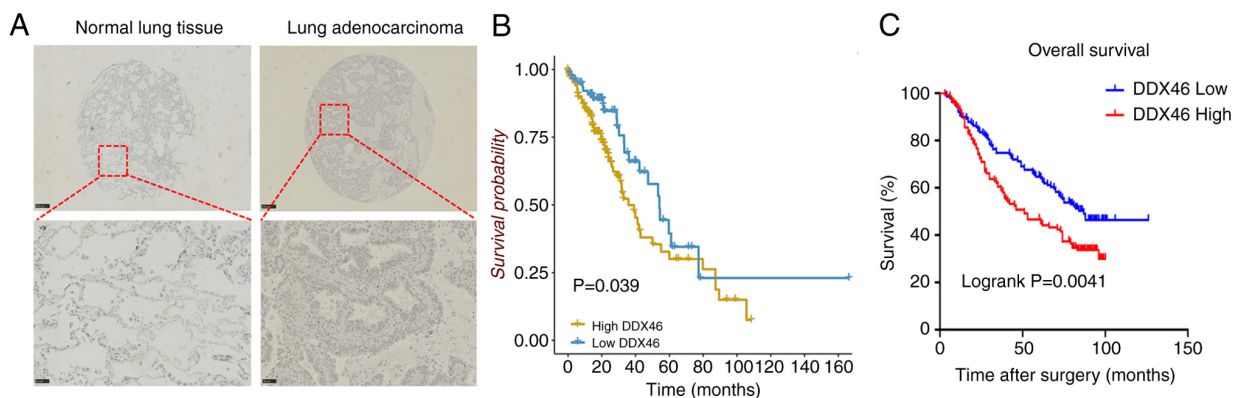 A
Normal lung tissue
Lung adenocarcinoma
B
Survival probability
1.00
0.75
0.50
0.25
0.00
P=0.039
High DDX46
Low DDX46
0 20 40 60 80 100 120 140 160
Time (months)
C
Overall survival
DDX46 Low
DDX46 High
Survival (%)
100
80
60
40
20
0
Logrank P=0.0041
0 50 100 150
Time after surgery (months)